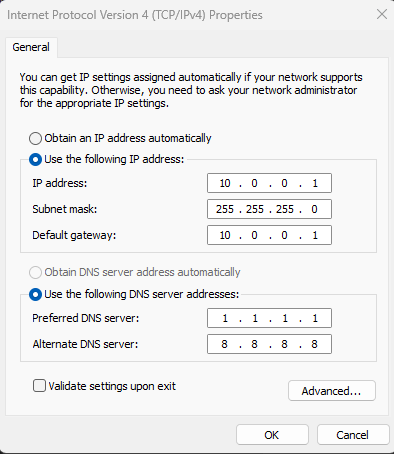 Internet Protocol Version 4 (TCP/IPv4) Properties
General
You can get IP settings assigned automatically if your network supports
this capability. Otherwise, you need to ask your network administrator
for the appropriate IP settings.
Obtain an IP address automatically
Use the following IP address:
IP address: 10 . 0 . 0 . 1
Subnet mask: 255 . 255 . 255 . 0
Default gateway: 10 . 0 . 0 . 1
Obtain DNS server address automatically
Use the following DNS server addresses:
Preferred DNS server: 1 . 1 . 1 . 1
Alternate DNS server: 8 . 8 . 8 . 8
Validate settings upon exit
Advanced...
OK Cancel